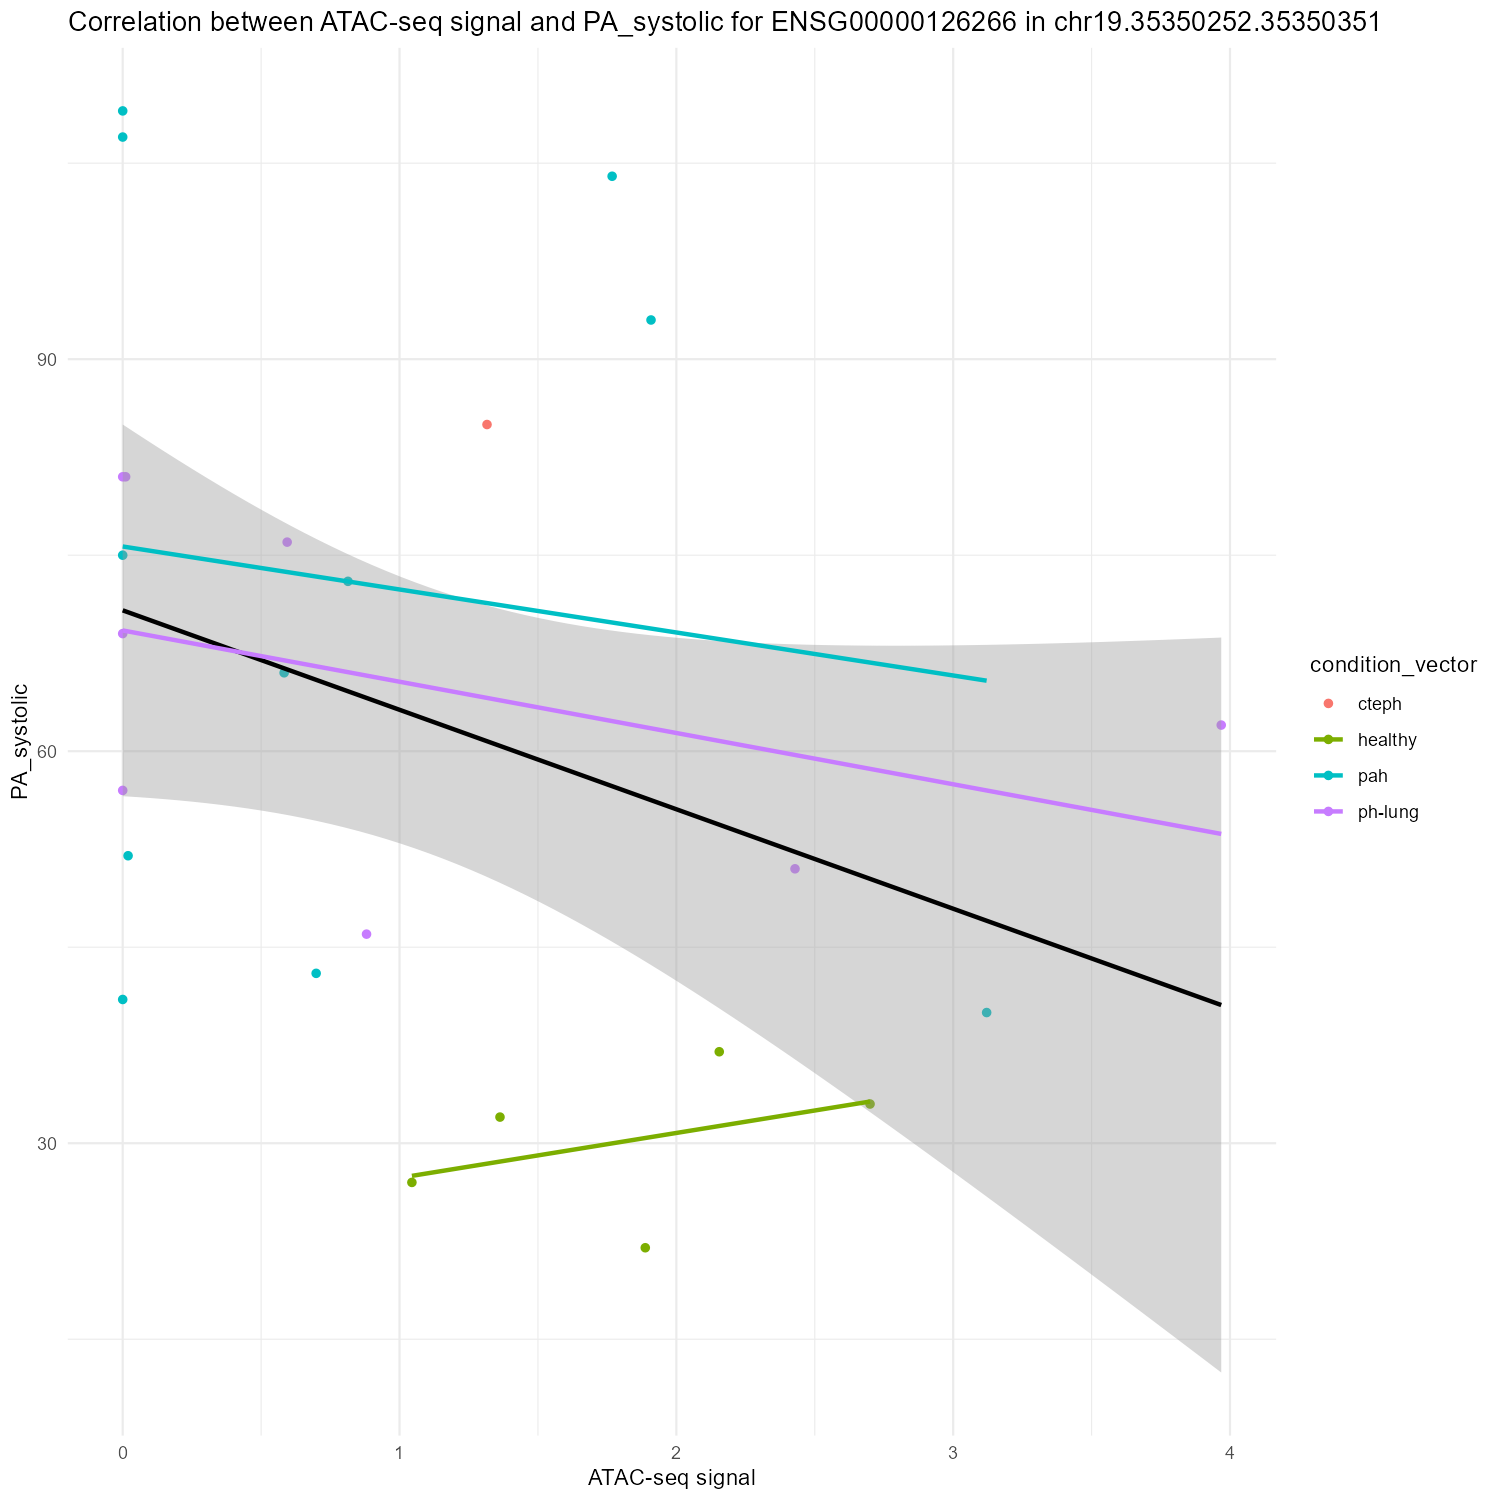 Correlation between ATAC-seq signal and PA_systolic for ENSG00000126266 in chr19.35350252.35350351
90
60
30
PA_systolic
0 1 2 3 4
ATAC-seq signal
condition_vector
cteph
healthy
pah
ph-lung